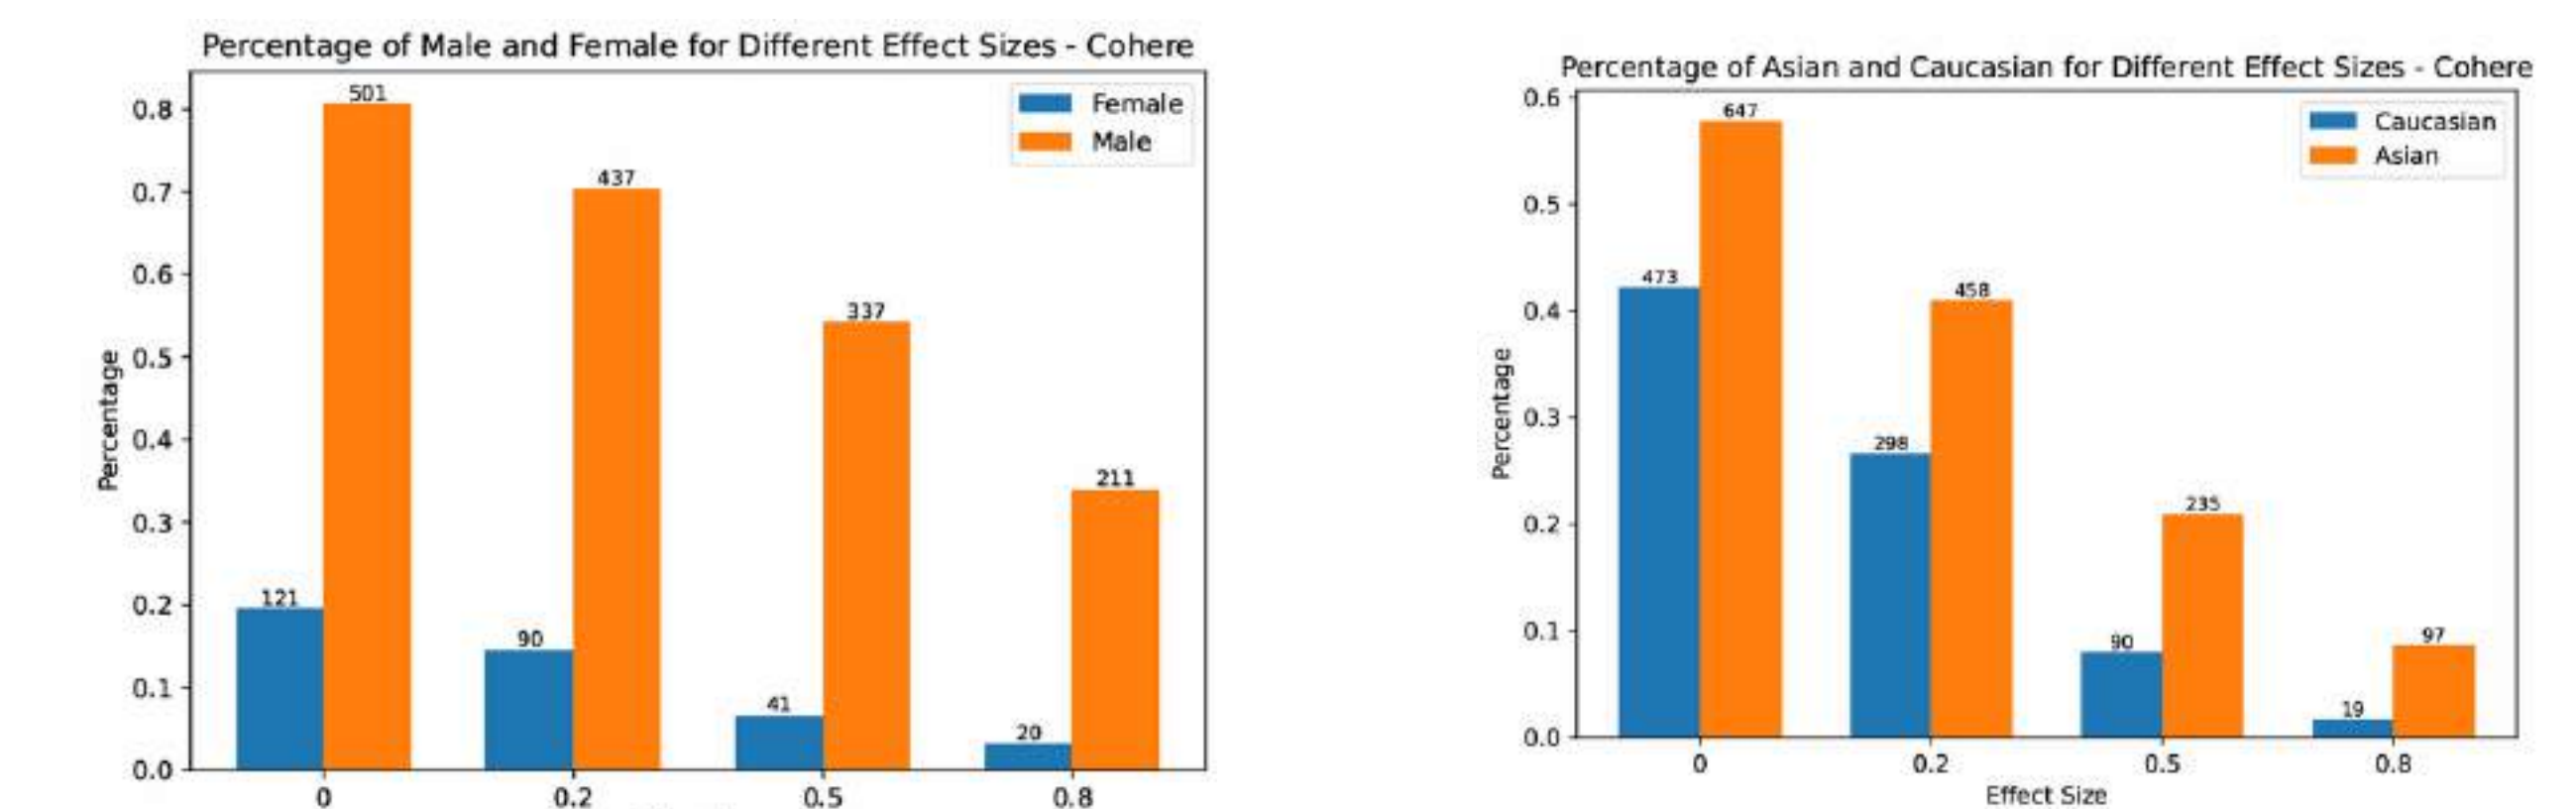 Percentage of Male and Female for Different Effect Sizes - Cohere
Female
Male
Percentage
0.8
0.7
0.6
0.5
0.4
0.3
0.2
0.1
0.0
501
437
337
211
121
90
41
20
0 0.2 0.5 0.8
Percentage of Asian and Caucasian for Different Effect Sizes - Cohere
Caucasian
Asian
Percentage
0.6
0.5
0.4
0.3
0.2
0.1
0.0
647
473
458
298
235
90
97
19
0 0.2 0.5 0.8
Effect Size